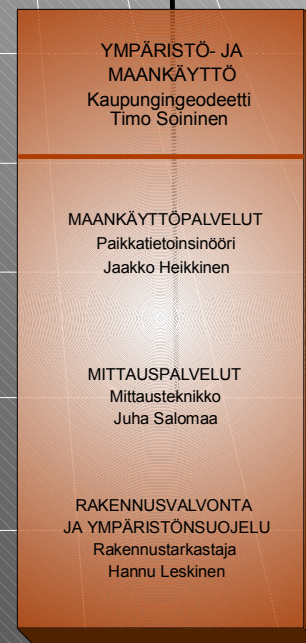 YMPÄRISTÖ- JA
MAANKÄYTTÖ
Kaupungingeodeetti
Timo Soininen
MAANKÄYTTÖPALVELUT
Paikkatietoinsinööri
Jaakko Heikkinen
MITTAUSPALVELUT
Mittausteknikko
Juha Salomaa
RAKENNUSVALVONTA
JA YMPÄRISTÖNSUOJELU
Rakennustarkastaja
Hannu Leskinen